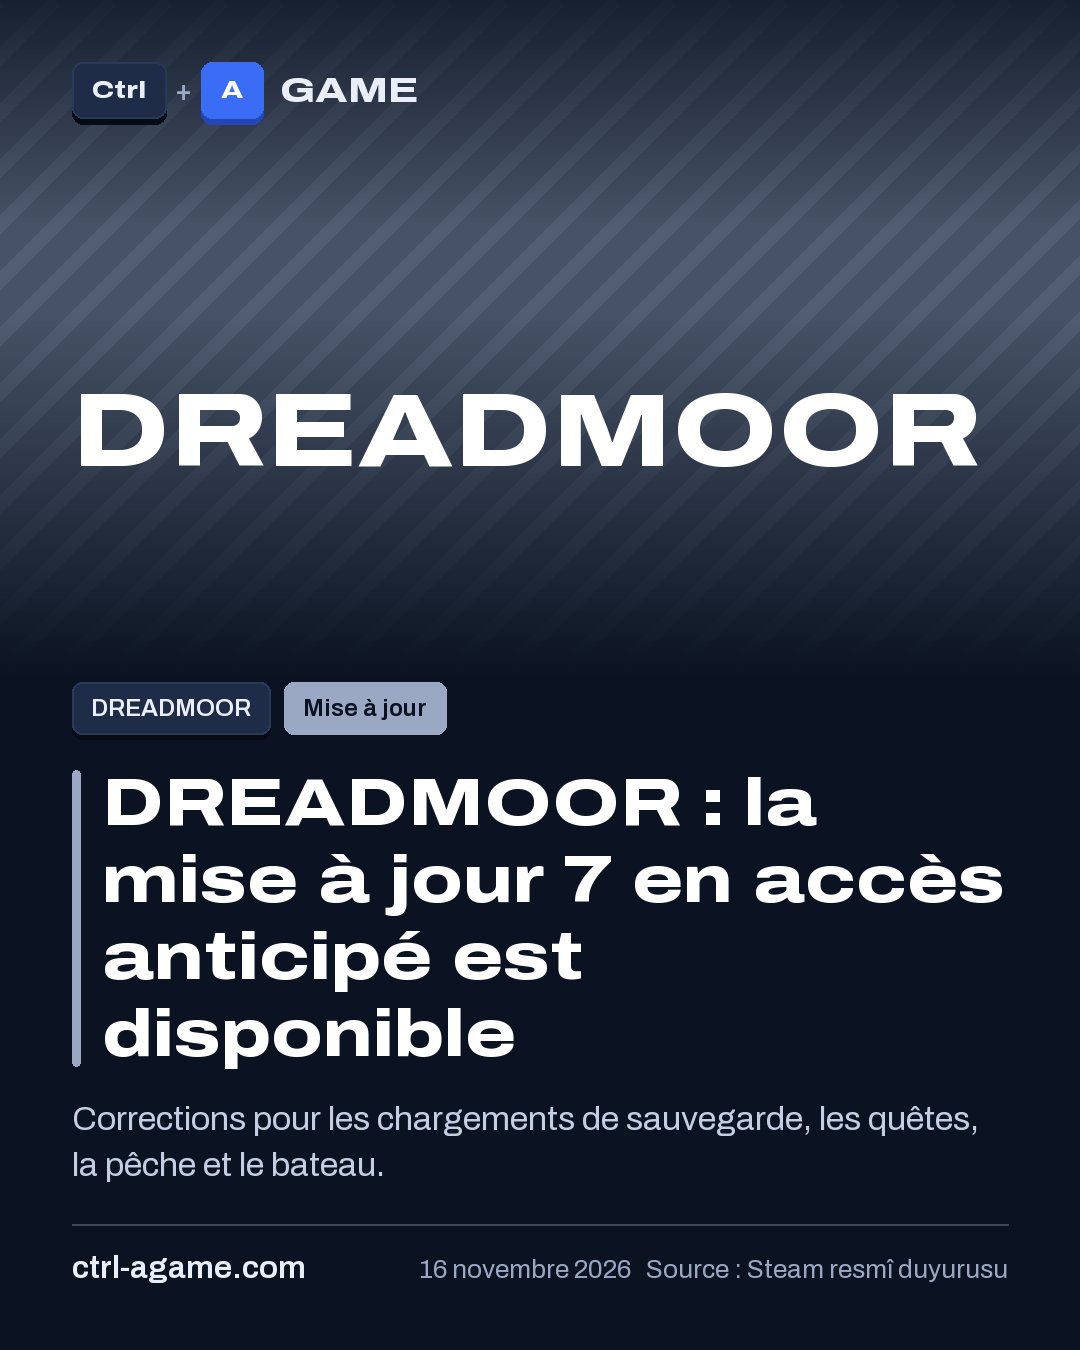 Ctrl + A GAME
DREADMOOR
DREADMOOR Mise à jour
DREADMOOR : la
mise à jour 7 en accès
anticipé est
disponible
Corrections pour les chargements de sauvegarde, les quêtes,
la pêche et le bateau.
ctrl-agame.com 16 novembre 2026 Source : Steam resmî duyurusu